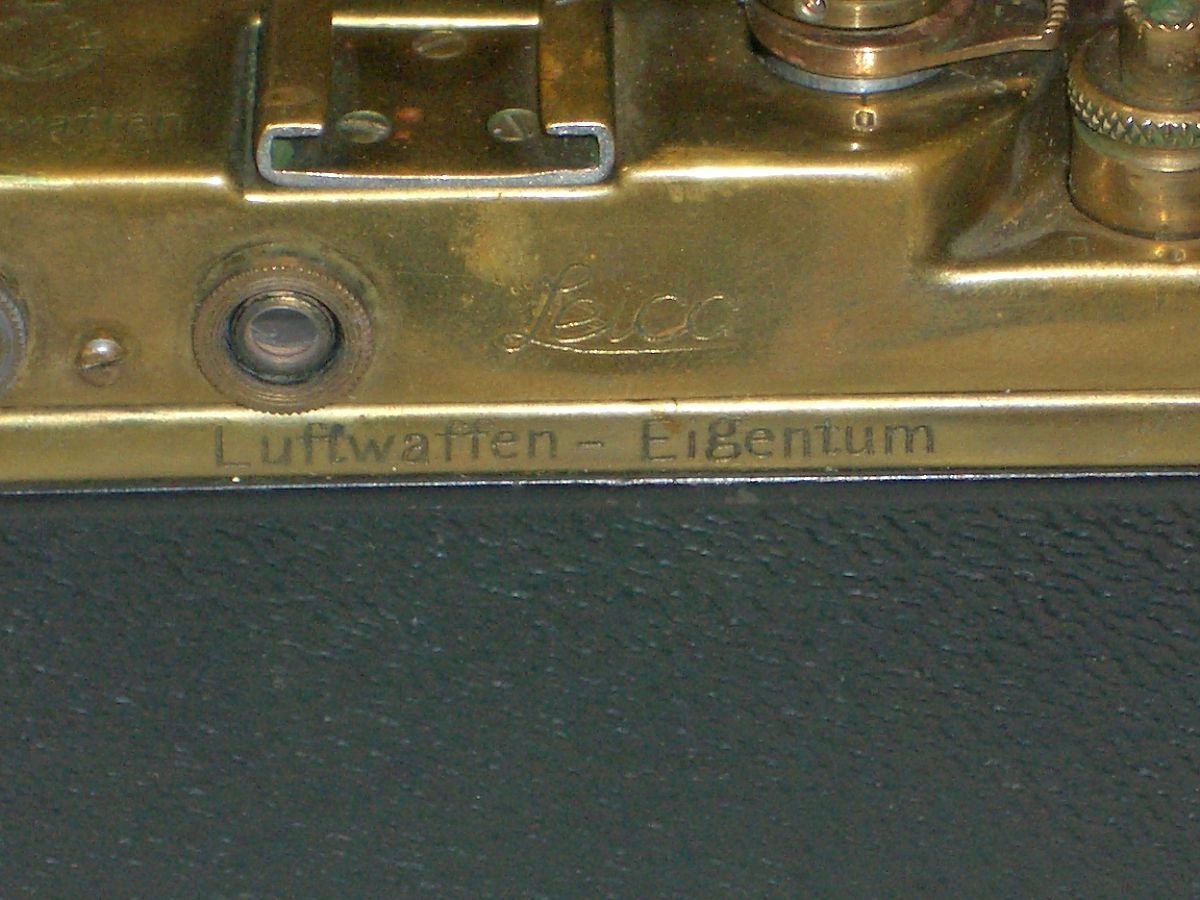 Leica
Luftwaffen - Eigentum